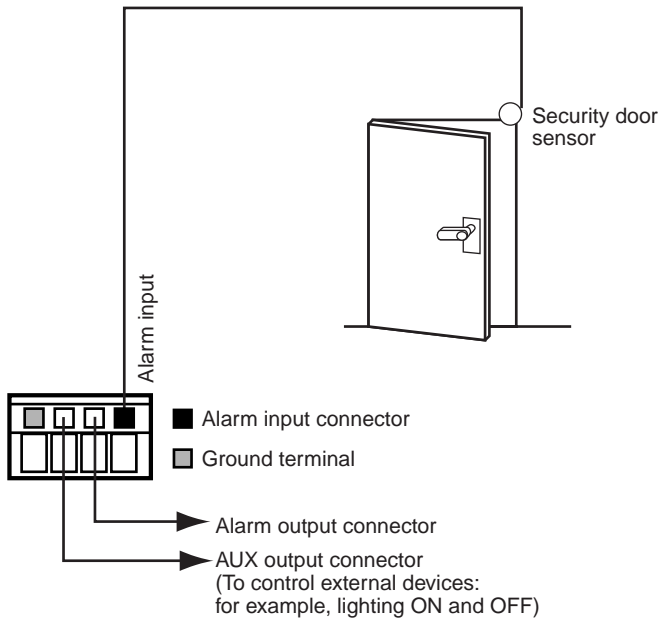 Security door
sensor
Alarm input
Alarm input connector
Ground terminal
Alarm output connector
AUX output connector
(To control external devices:
for example, lighting ON and OFF)